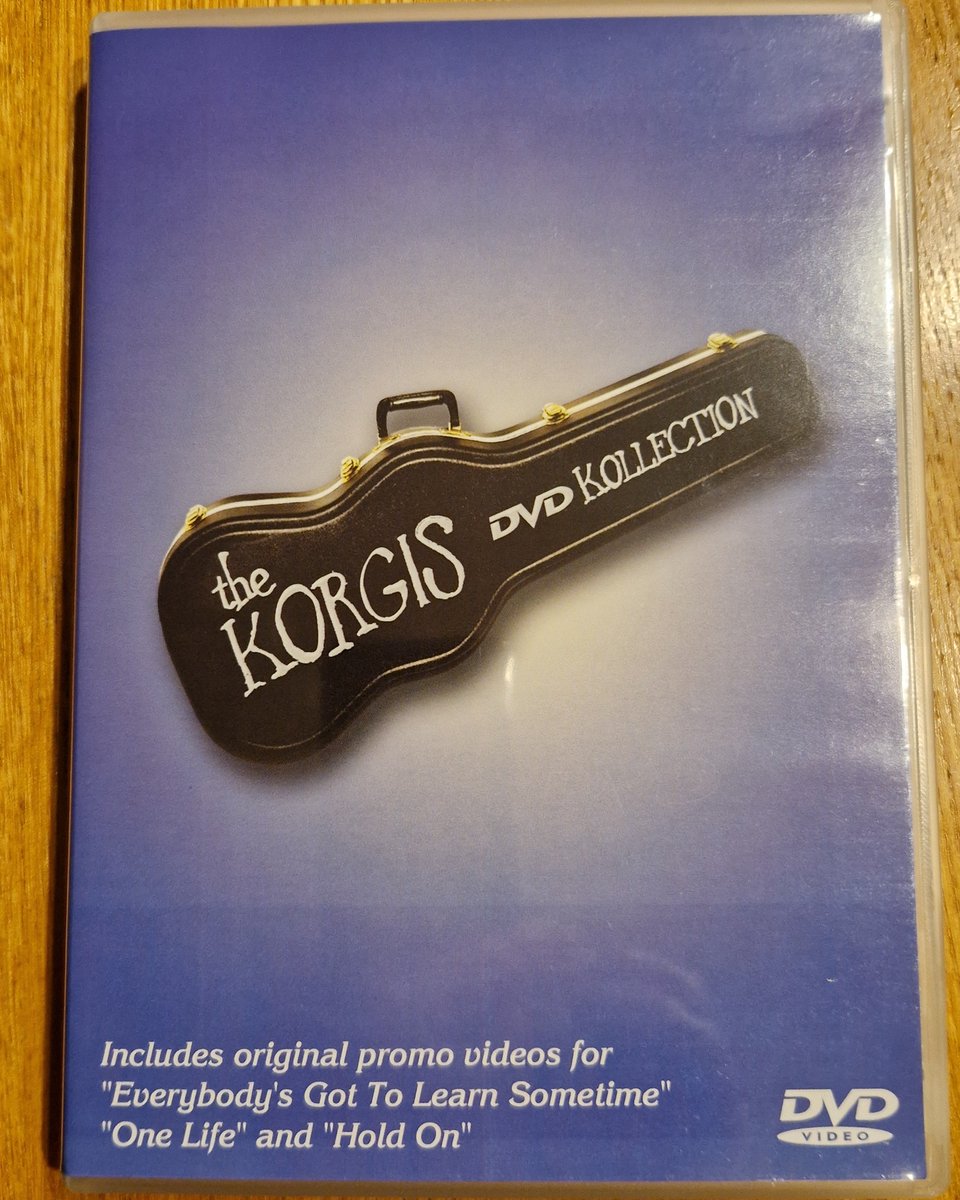 the
KORGIS
DVD KOLLECTION
Includes original promo videos for
"Everybody's Got To Learn Sometime"
"One Life" and "Hold On"
DVD
VIDEO